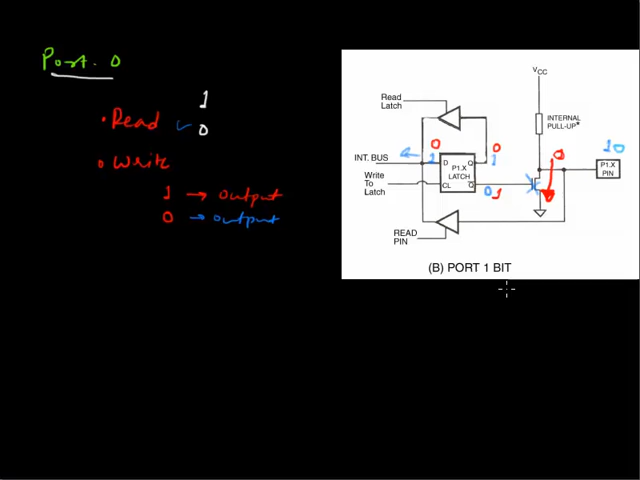 Port. 0
1
• Read
0
• Write
1 → output
0 → output
VCC
Read
Latch
INTERNAL
PULL-UP*
0 0 0 1 0
INT. BUS
1 D Q 1
P1.X
LATCH
P1.X
PIN
Write
To
Latch
CL Q 0 1
READ
PIN
(B) PORT 1 BIT